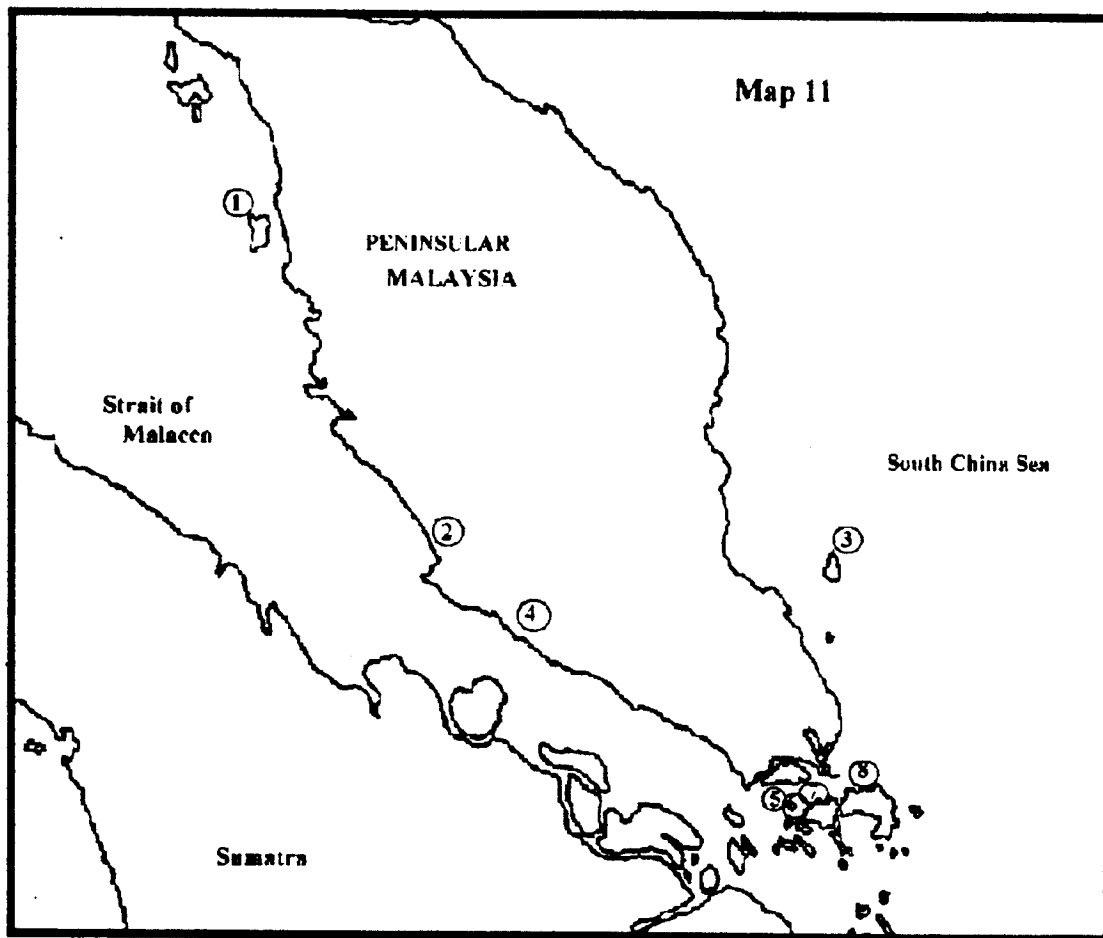 Map 11
①
PENINSULAR
MALAYSIA
Strait of
Malacca
South China Sea
②
③
④
⑧
⑤
Sumatra